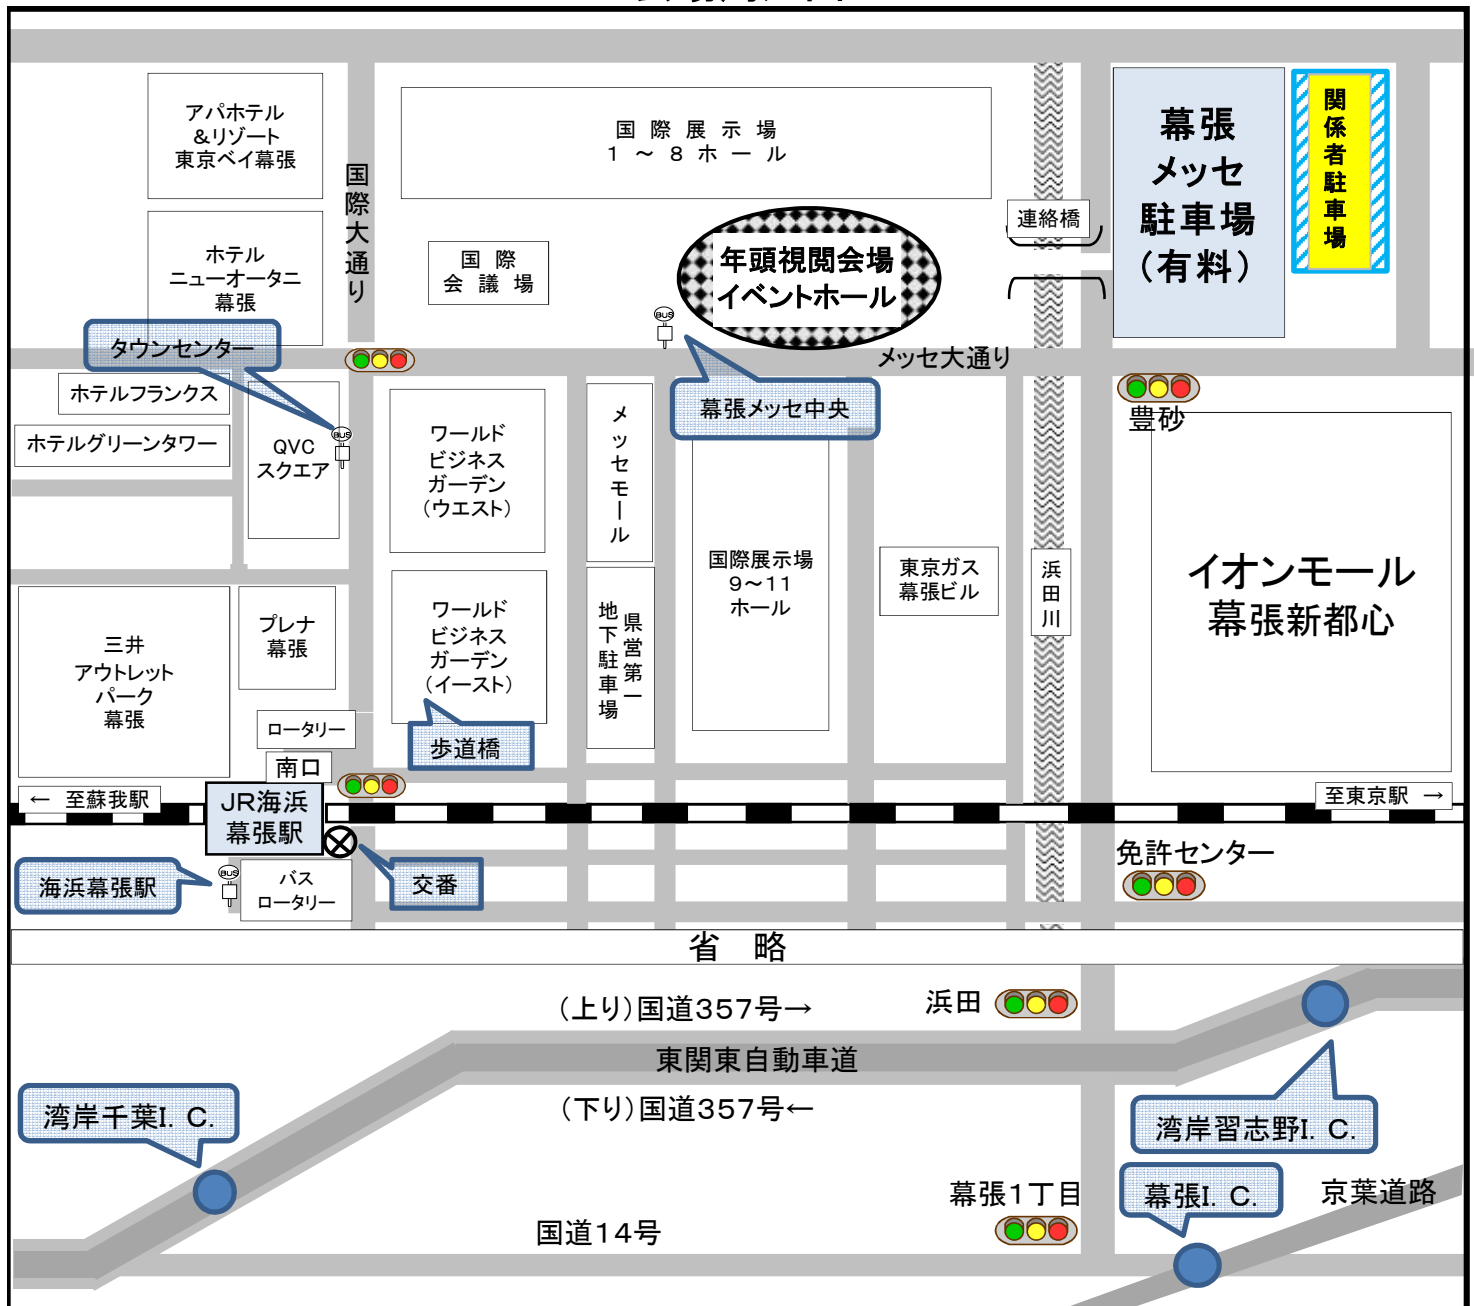 アパホテル
&リゾート
東京ベイ幕張
国際大通り
国際展示場
1~8ホール
幕張
メッセ
駐車場
(有料)
関係者駐車場
連絡橋
ホテル
ニューオータニ
幕張
国際
会議場
年頭視閲会場
イベントホール
BUS
タウンセンター
メッセ大通り
幕張メッセ中央
豊砂
ホテルフランクス
ホテルグリーンタワー
QVC
スクエア
BUS
ワールド
ビジネス
ガーデン
(ウエスト)
メッセモール
国際展示場
9~11
ホール
東京ガス
幕張ビル
浜田川
イオンモール
幕張新都心
三井
アウトレット
パーク
幕張
プレナ
幕張
ワールド
ビジネス
ガーデン
(イースト)
県営第一
地下駐車場
ロータリー
歩道橋
南口
← 至蘇我駅
JR海浜
幕張駅
至東京駅 →
海浜幕張駅
BUS
バス
ロータリー
交番
免許センター
省 略
(上り)国道357号→
浜田
東関東自動車道
(下り)国道357号←
湾岸千葉I. C.
湾岸習志野I. C.
幕張1丁目
幕張I. C.
京葉道路
国道14号